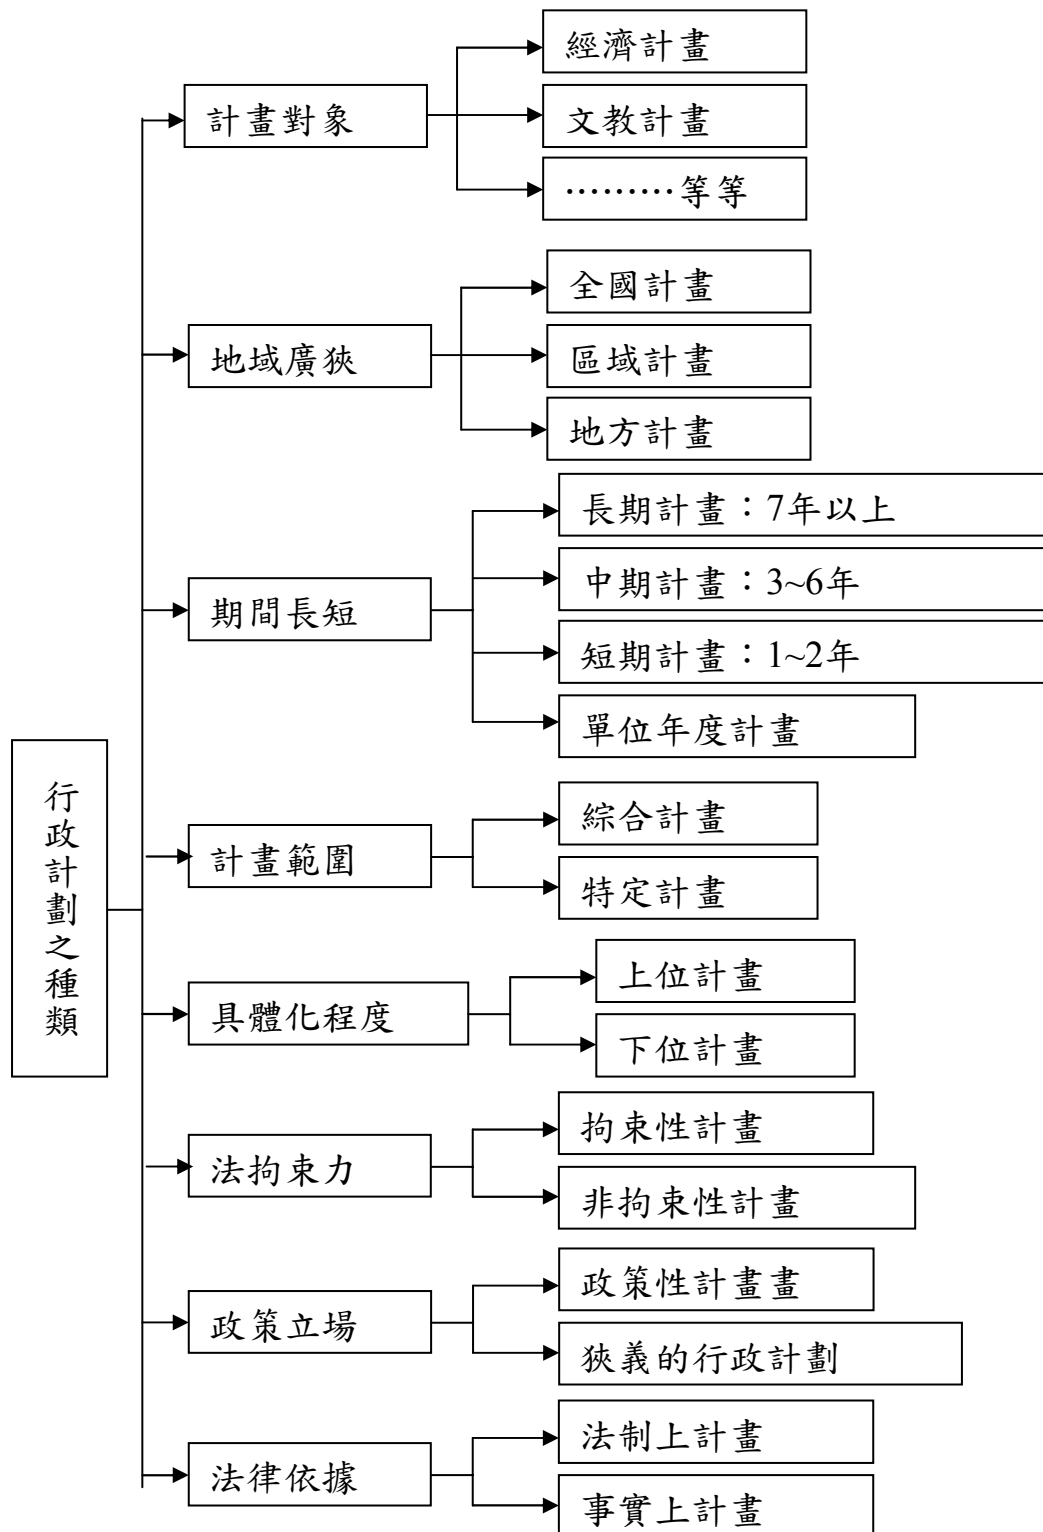 行政計劃之種類
計畫對象
經濟計畫
文教計畫
………等等
地域廣狹
全國計畫
區域計畫
地方計畫
期間長短
長期計畫：7年以上
中期計畫：3~6年
短期計畫：1~2年
單位年度計畫
計畫範圍
綜合計畫
特定計畫
具體化程度
上位計畫
下位計畫
法拘束力
拘束性計畫
非拘束性計畫
政策立場
政策性計畫畫
狹義的行政計劃
法律依據
法制上計畫
事實上計畫